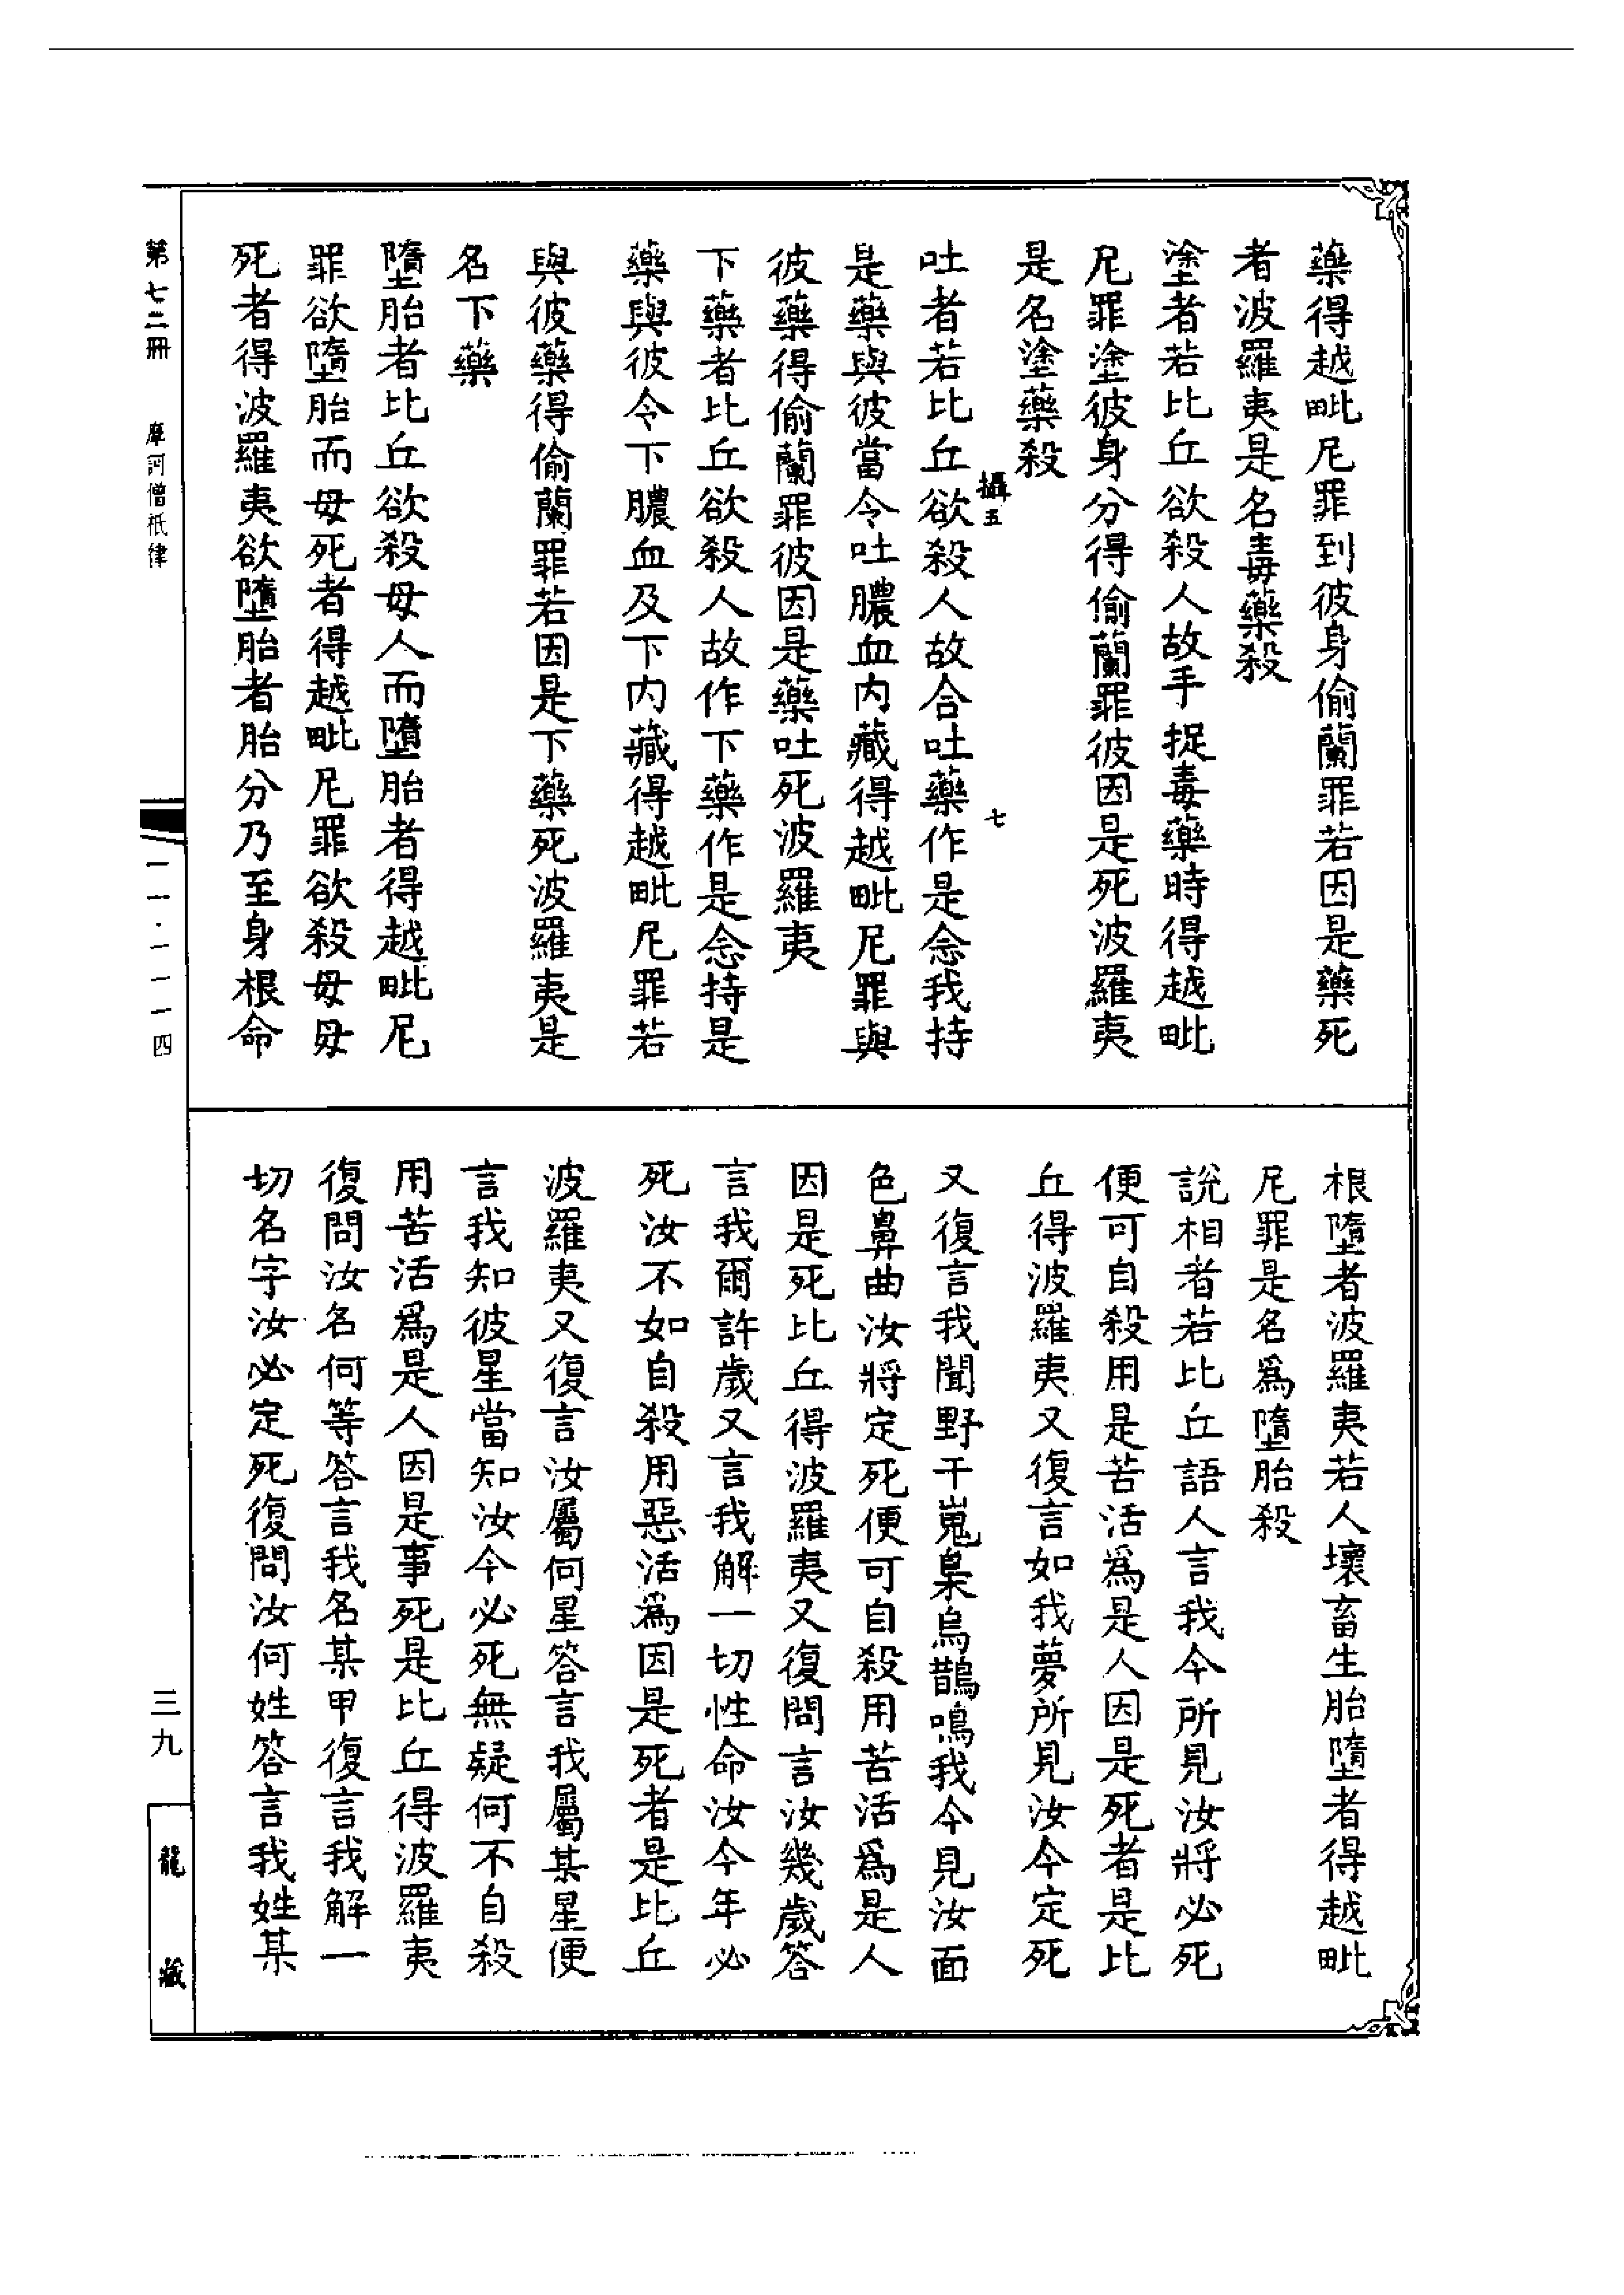 藥得越毗尼罪到彼身偷蘭罪若因是藥死
者波羅夷是名毒藥殺
塗者若比丘欲殺人故手捉毒藥時得越毗
尼罪塗彼身分得偷蘭罪彼因是死波羅夷
是名塗藥殺
攝五
七
吐者若比丘欲殺人故合吐藥作是念我持
是藥與彼當令吐膿血內藏得越毗尼罪與
彼藥得偷蘭罪彼因是藥吐死波羅夷
下藥者比丘欲殺人故作下藥作是念持是
藥與彼令下膿血及下內藏得越毗尼罪若
與彼藥得偷蘭罪若因是下藥死波羅夷是
名下藥
墮胎者比丘欲殺母人而墮胎者得越毗尼
罪欲墮胎而母死者得越毗尼罪欲殺母母
死者得波羅夷欲墮胎者胎分乃至身根命
根墮者波羅夷若人壞畜生胎墮者得越毗
尼罪是名爲墮胎殺
說相者若比丘語人言我今所見汝將必死
便可自殺用是苦活爲是人因是死者是比
丘得波羅夷又復言如我夢所見汝今定死
又復言我聞野干嵬梟烏鵲鳴我今見汝面
色鼻曲汝將定死便可自殺用苦活爲是人
因是死比丘得波羅夷又復問言汝幾歲答
言我爾許歲又言我解一切性命汝今年必
死汝不如自殺用惡活爲因是死者是比丘
波羅夷又復言汝屬何星答言我屬某星便
言我知彼星當知汝今必死無疑何不自殺
用苦活爲是人因是事死是比丘得波羅夷
復問汝名何等答言我名某甲復言我解一
切名字汝必定死復問汝何姓答言我姓某
第七二冊
摩訶僧祇律
一一·一一一四
三九
龍藏